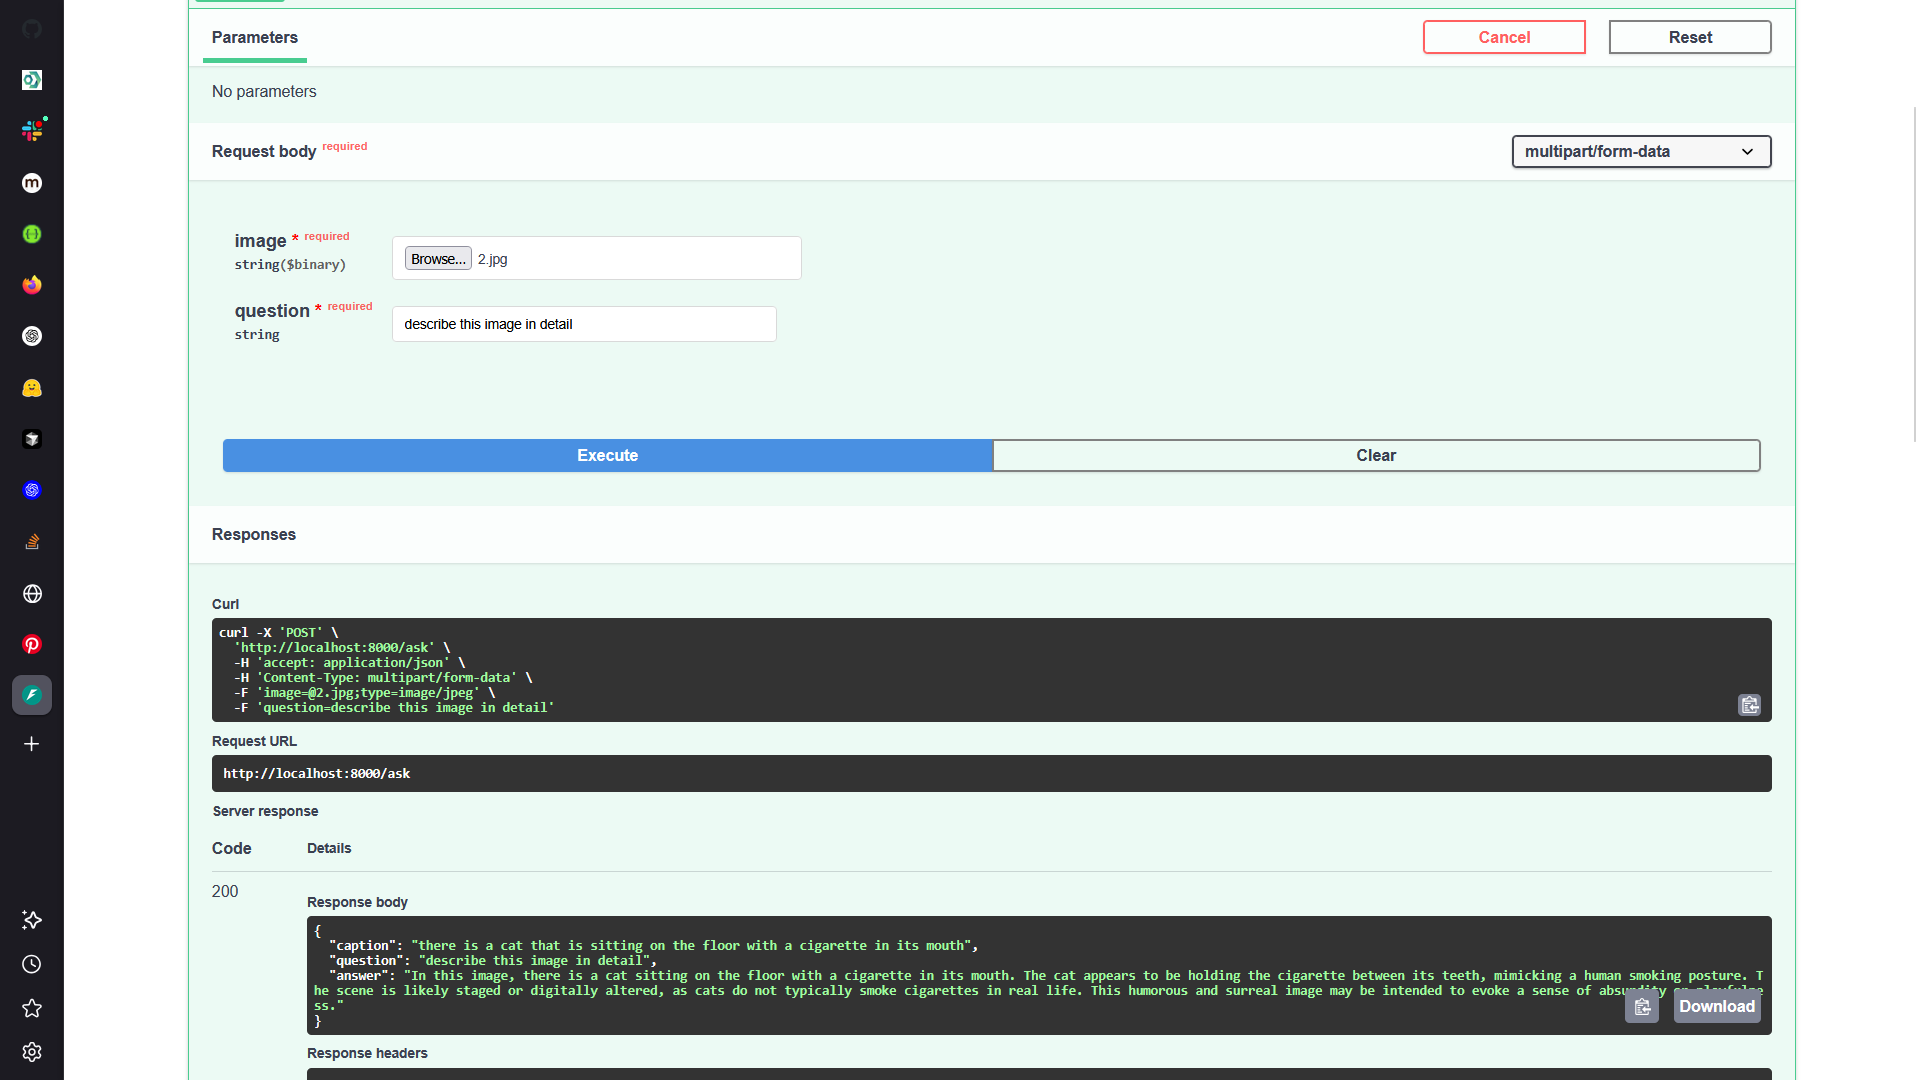 Parameters
Cancel
Reset
No parameters
Request body required
multipart/form-data
image * required
string($binary)
Browse... 2.jpg
question * required
string
describe this image in detail
Execute
Clear
Responses
Curl
curl -X 'POST' \
'http://localhost:8000/ask' \
-H 'accept: application/json' \
-H 'Content-Type: multipart/form-data' \
-F 'image=@2.jpg;type=image/jpeg' \
-F 'question=describe this image in detail'
Request URL
http://localhost:8000/ask
Server response
Code
Details
200
Response body
{
"caption": "there is a cat that is sitting on the floor with a cigarette in its mouth",
"question": "describe this image in detail",
"answer": "In this image, there is a cat sitting on the floor with a cigarette in its mouth. The cat appears to be holding the cigarette between its teeth, mimicking a human smoking posture. T
he scene is likely staged or digitally altered, as cats do not typically smoke cigarettes in real life. This humorous and surreal image may be intended to evoke a sense of absurdity or playfulne
ss."
}
Download
Response headers